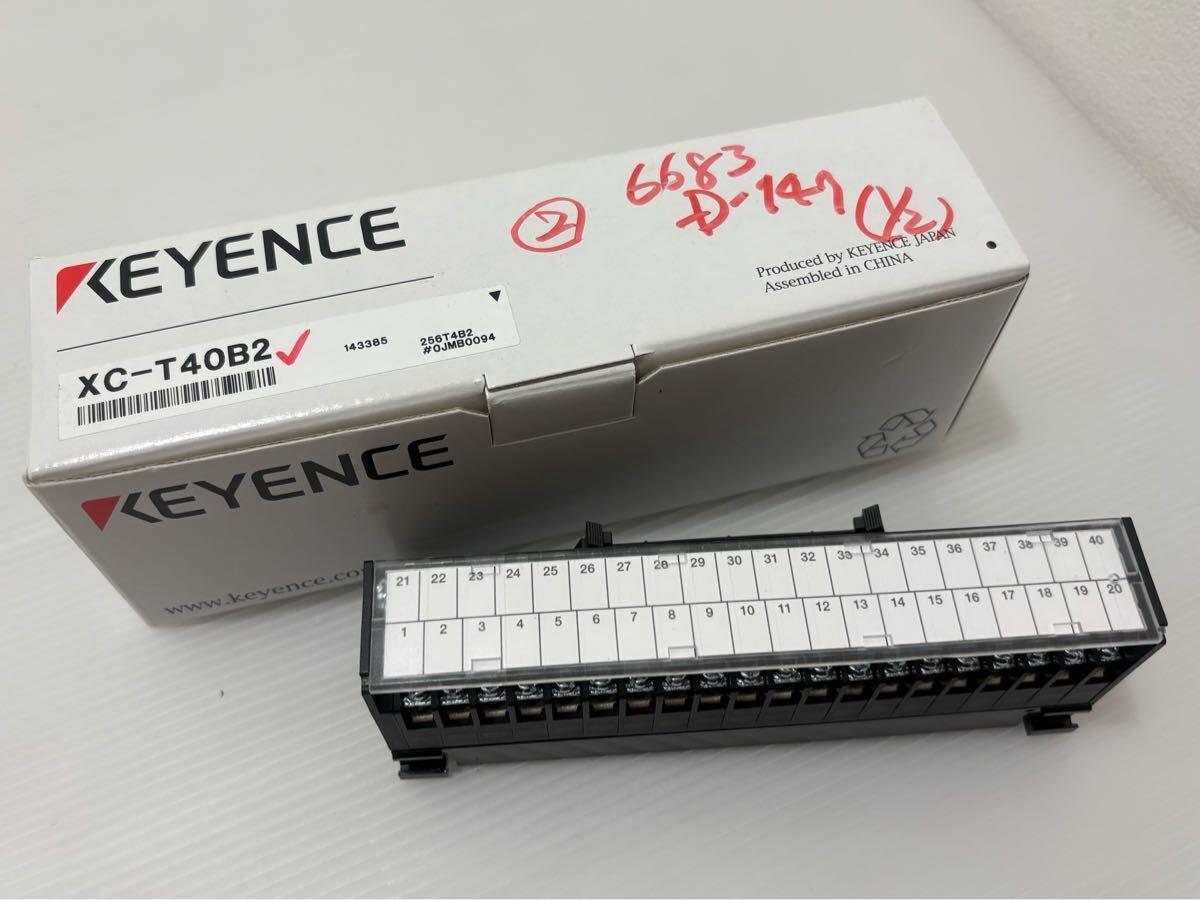 KEYENCE
②
6683
D-147 (1/2)
Produced by KEYENCE JAPAN
Assembled in CHINA
XC-T40B2 ✓
143385
256T4B2
#0JMB0094
KEYENCE
www.keyence.co
21 22 23 24 25 26 27 28 29 30 31 32 33 34 35 36 37 38 39 40
1 2 3 4 5 6 7 8 9 10 11 12 13 14 15 16 17 18 19 20